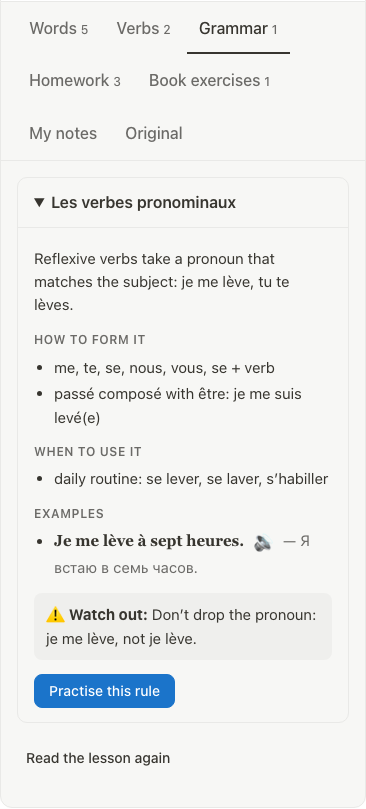 Words 5 Verbs 2 Grammar 1
Homework 3 Book exercises 1
My notes Original
▼ Les verbes pronominaux
Reflexive verbs take a pronoun that
matches the subject: je me lève, tu te
lèves.
HOW TO FORM IT
• me, te, se, nous, vous, se + verb
• passé composé with être: je me suis
levé(e)
WHEN TO USE IT
• daily routine: se lever, se laver, s’habiller
EXAMPLES
• Je me lève à sept heures. 🔈 — Я
встаю в семь часов.
⚠️ Watch out: Don’t drop the pronoun:
je me lève, not je lève.
Practise this rule
Read the lesson again